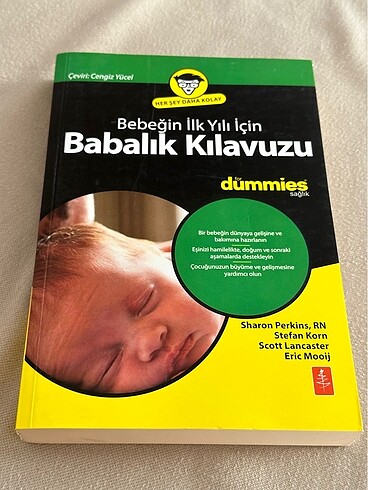 Çeviri: Cengiz Yücel
HER ŞEY DAHA KOLAY
Bebeğin İlk Yılı İçin
Babalık Kılavuzu
for
dummies
sağlık
Bir bebeğin dünyaya gelişine ve
bakımına hazırlanın
Eşinizi hamilelikte, doğum ve sonraki
aşamalarda destekleyin
Çocuğunuzun büyüme ve gelişmesine
yardımcı olun
Sharon Perkins, RN
Stefan Korn
Scott Lancaster
Eric Mooij